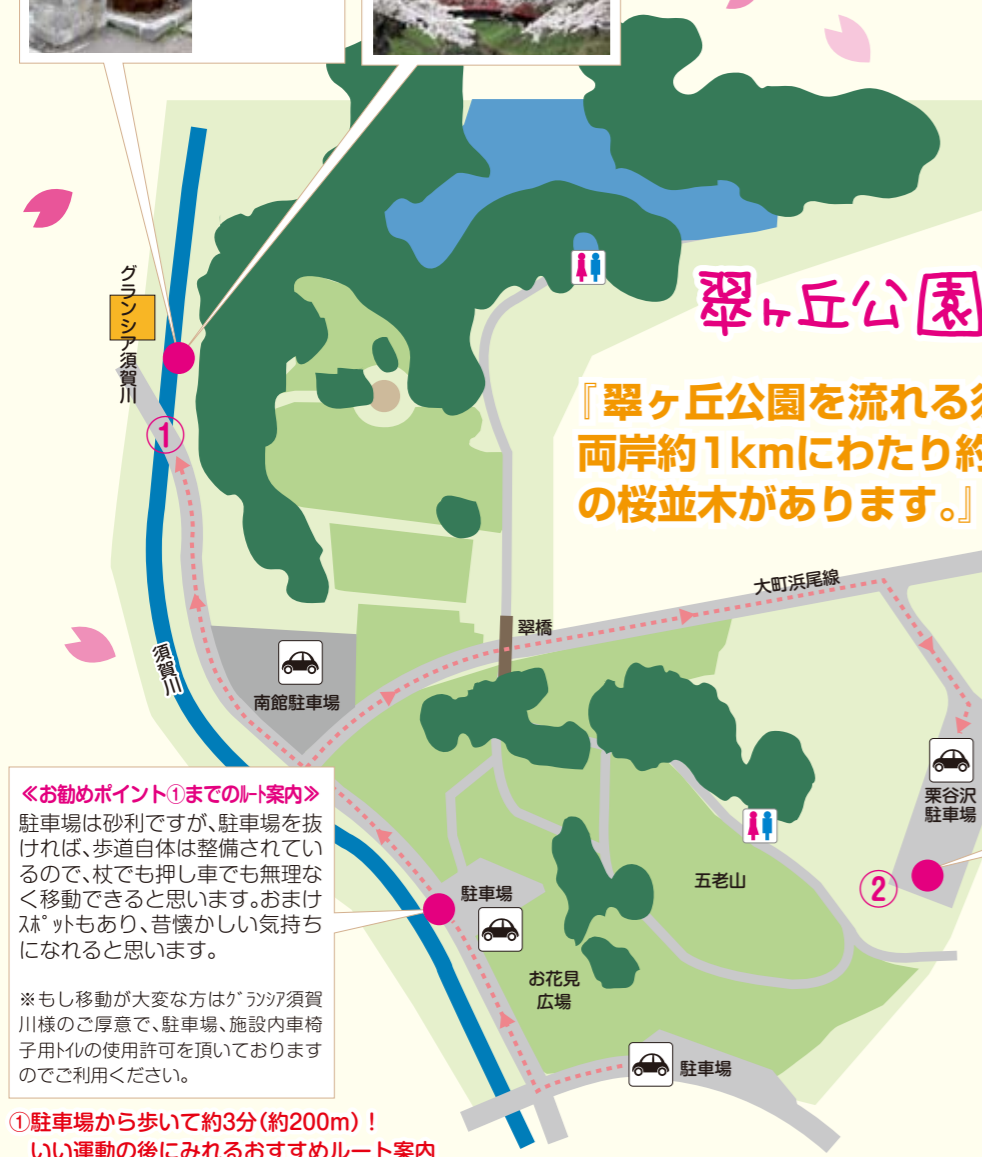 グランシア須賀川
翠ヶ丘公園
『翠ヶ丘公園を流れる
両岸約1kmにわたり約
の桜並木があります。』
①
大町浜尾線
翠橋
須賀川
南館駐車場
栗谷沢
駐車場
≪お勧めポイント①までのﾙｰﾄ案内≫
駐車場は砂利ですが、駐車場を抜
ければ、歩道自体は整備されてい
るので、杖でも押し車でも無理な
く移動できると思います。おまけ
ｽﾎﾟｯﾄもあり、昔懐かしい気持ち
になれると思います。
※もし移動が大変な方はｸﾞﾗﾝｼｱ須賀
川様のご厚意で、駐車場、施設内車椅
子用ﾄｲﾚの使用許可を頂いております
のでご利用ください。
駐車場
五老山
②
お花見
広場
駐車場
①駐車場から歩いて約3分(約200m)！
いい運動の後にみれるおすすめルート案内